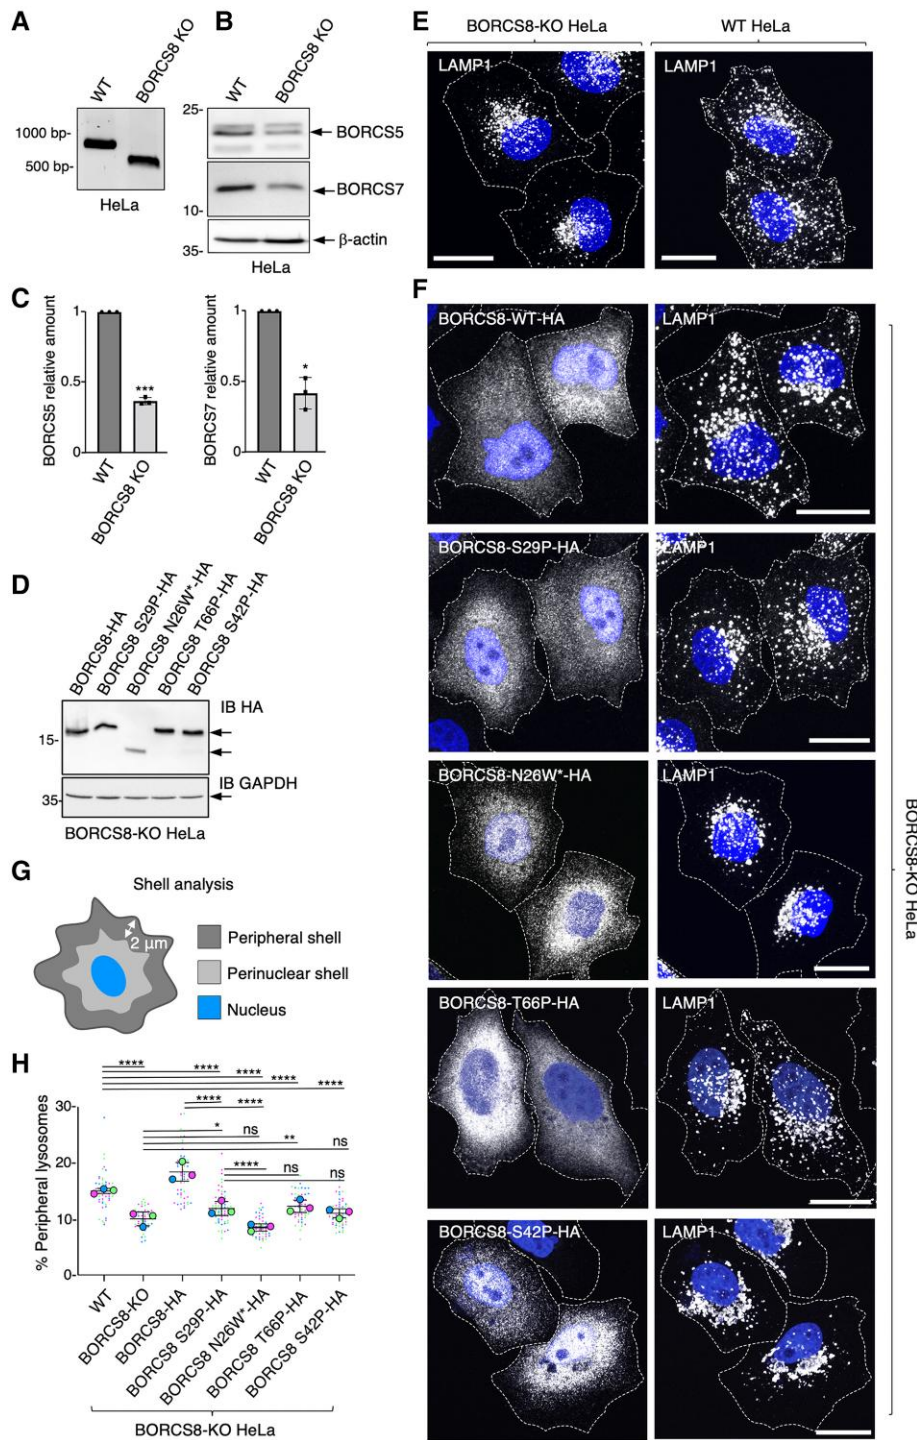 A
WT
BORCS8 KO
1000 bp-
500 bp-
HeLa
B
WT
BORCS8 KO
25-
BORCS5
BORCS7
10-
35-
β-actin
HeLa
C
BORCS5 relative amount
1
0.5
0
***
WT
BORCS8 KO
BORCS7 relative amount
1
0.5
0
*
WT
BORCS8 KO
D
BORCS8-HA
BORCS8 S29P-HA
BORCS8 N26W*-HA
BORCS8 T66P-HA
BORCS8 S42P-HA
IB HA
15-
IB GAPDH
35-
BORCS8-KO HeLa
E
BORCS8-KO HeLa
WT HeLa
LAMP1
LAMP1
F
BORCS8-WT-HA
LAMP1
BORCS8-S29P-HA
LAMP1
BORCS8-N26W*-HA
LAMP1
BORCS8-T66P-HA
LAMP1
BORCS8-S42P-HA
LAMP1
BORCS8-KO HeLa
G
Shell analysis
2 μm
Peripheral shell
Perinuclear shell
Nucleus
H
% Peripheral lysosomes
30
20
10
0
****
****
****
****
****
****
****
*
ns
**
ns
****
ns
ns
WT
BORCS8-KO
BORCS8-HA
BORCS8 S29P-HA
BORCS8 N26W*-HA
BORCS8 T66P-HA
BORCS8 S42P-HA
BORCS8-KO HeLa